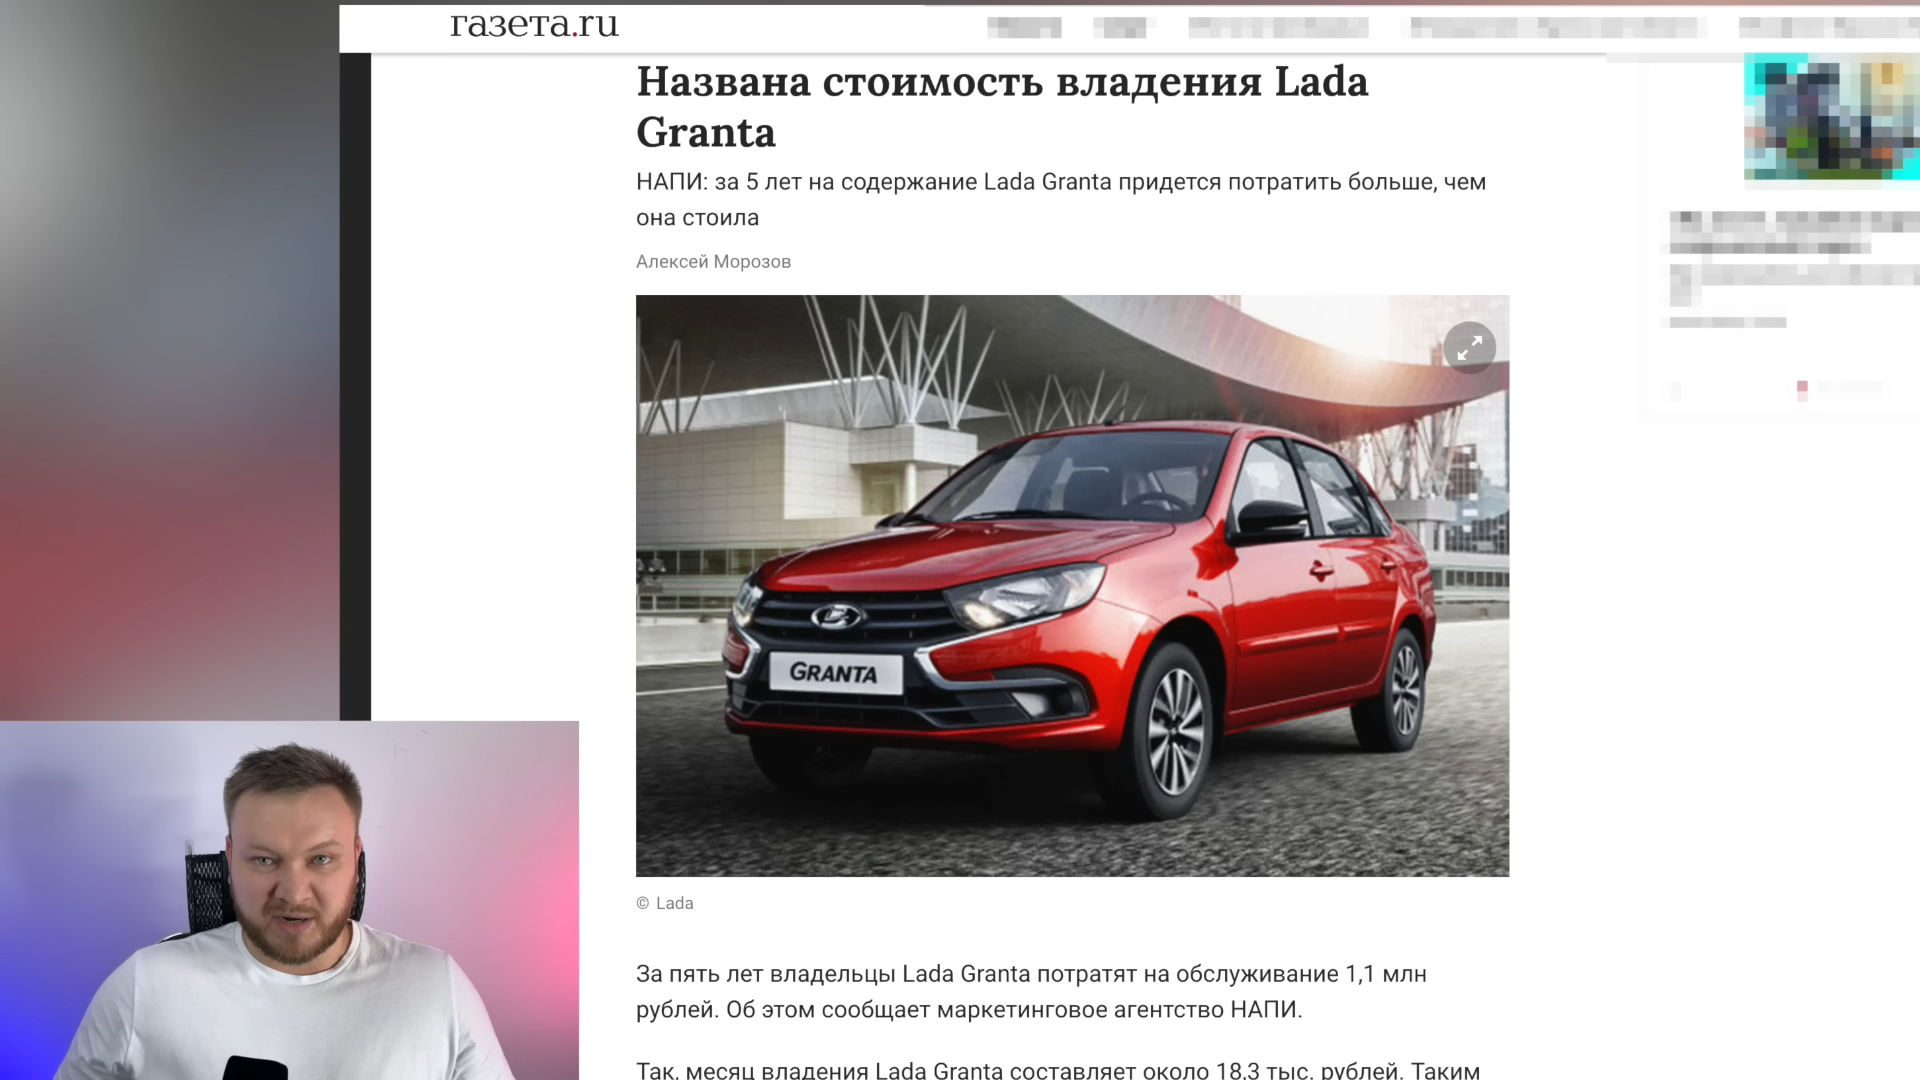 газета.ru
Названа стоимость владения Lada
Granta
НАПИ: за 5 лет на содержание Lada Granta придется потратить больше, чем
она стоила
Алексей Морозов
GRANTA
© Lada
За пять лет владельцы Lada Granta потратят на обслуживание 1,1 млн
рублей. Об этом сообщает маркетинговое агентство НАПИ.
Так, месяц владения Lada Granta составляет около 18,3 тыс. рублей. Таким